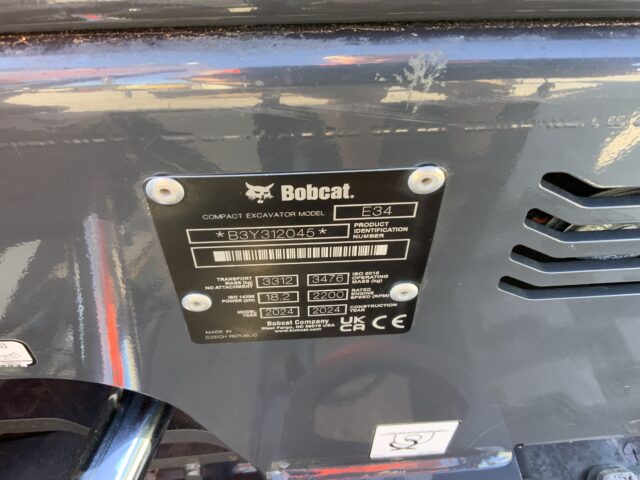 Bobcat.
COMPACT EXCAVATOR MODEL E34
*B3Y312045* PRODUCT IDENTIFICATION NUMBER
TRANSPORT MASS (kg) NO ATTACHMENT 3312 3476 ISO 6016 OPERATING MASS (kg)
ISO 14396 POWER (kW) 18.2 2200 RATED ENGINE SPEED (RPM)
MODEL YEAR 2024 2024 CONSTRUCTION YEAR
MADE IN CZECH REPUBLIC
Bobcat Company
West Fargo, ND 58078 USA
www.bobcat.com
UK CA CE